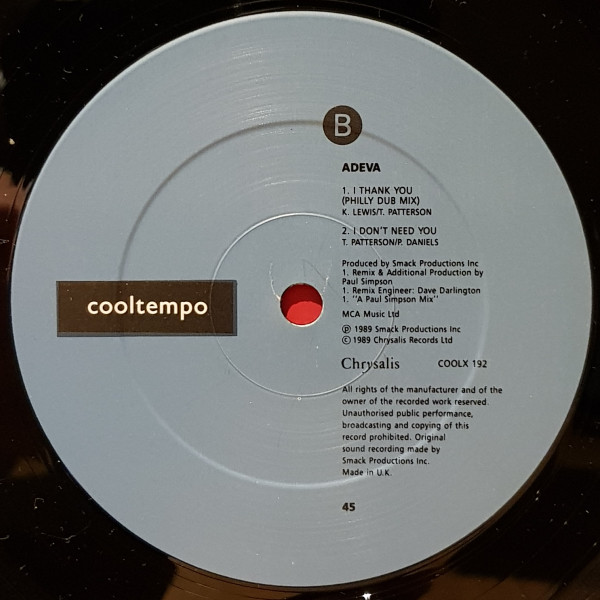 B
ADEVA
1. I THANK YOU
(PHILLY DUB MIX)
K. LEWIS/T. PATTERSON
2. I DON'T NEED YOU
T. PATTERSON/P. DANIELS
Produced by Smack Productions Inc
1. Remix & Additional Production by
Paul Simpson
1. Remix Engineer: Dave Darlington
1. "A Paul Simpson Mix"
cooltempo
MCA Music Ltd
℗ 1989 Smack Productions Inc
© 1989 Chrysalis Records Ltd
Chrysalis COOLX 192
All rights of the manufacturer and of the
owner of the recorded work reserved.
Unauthorised public performance,
broadcasting and copying of this
record prohibited. Original
sound recording made by
Smack Productions Inc.
Made in U.K.
45